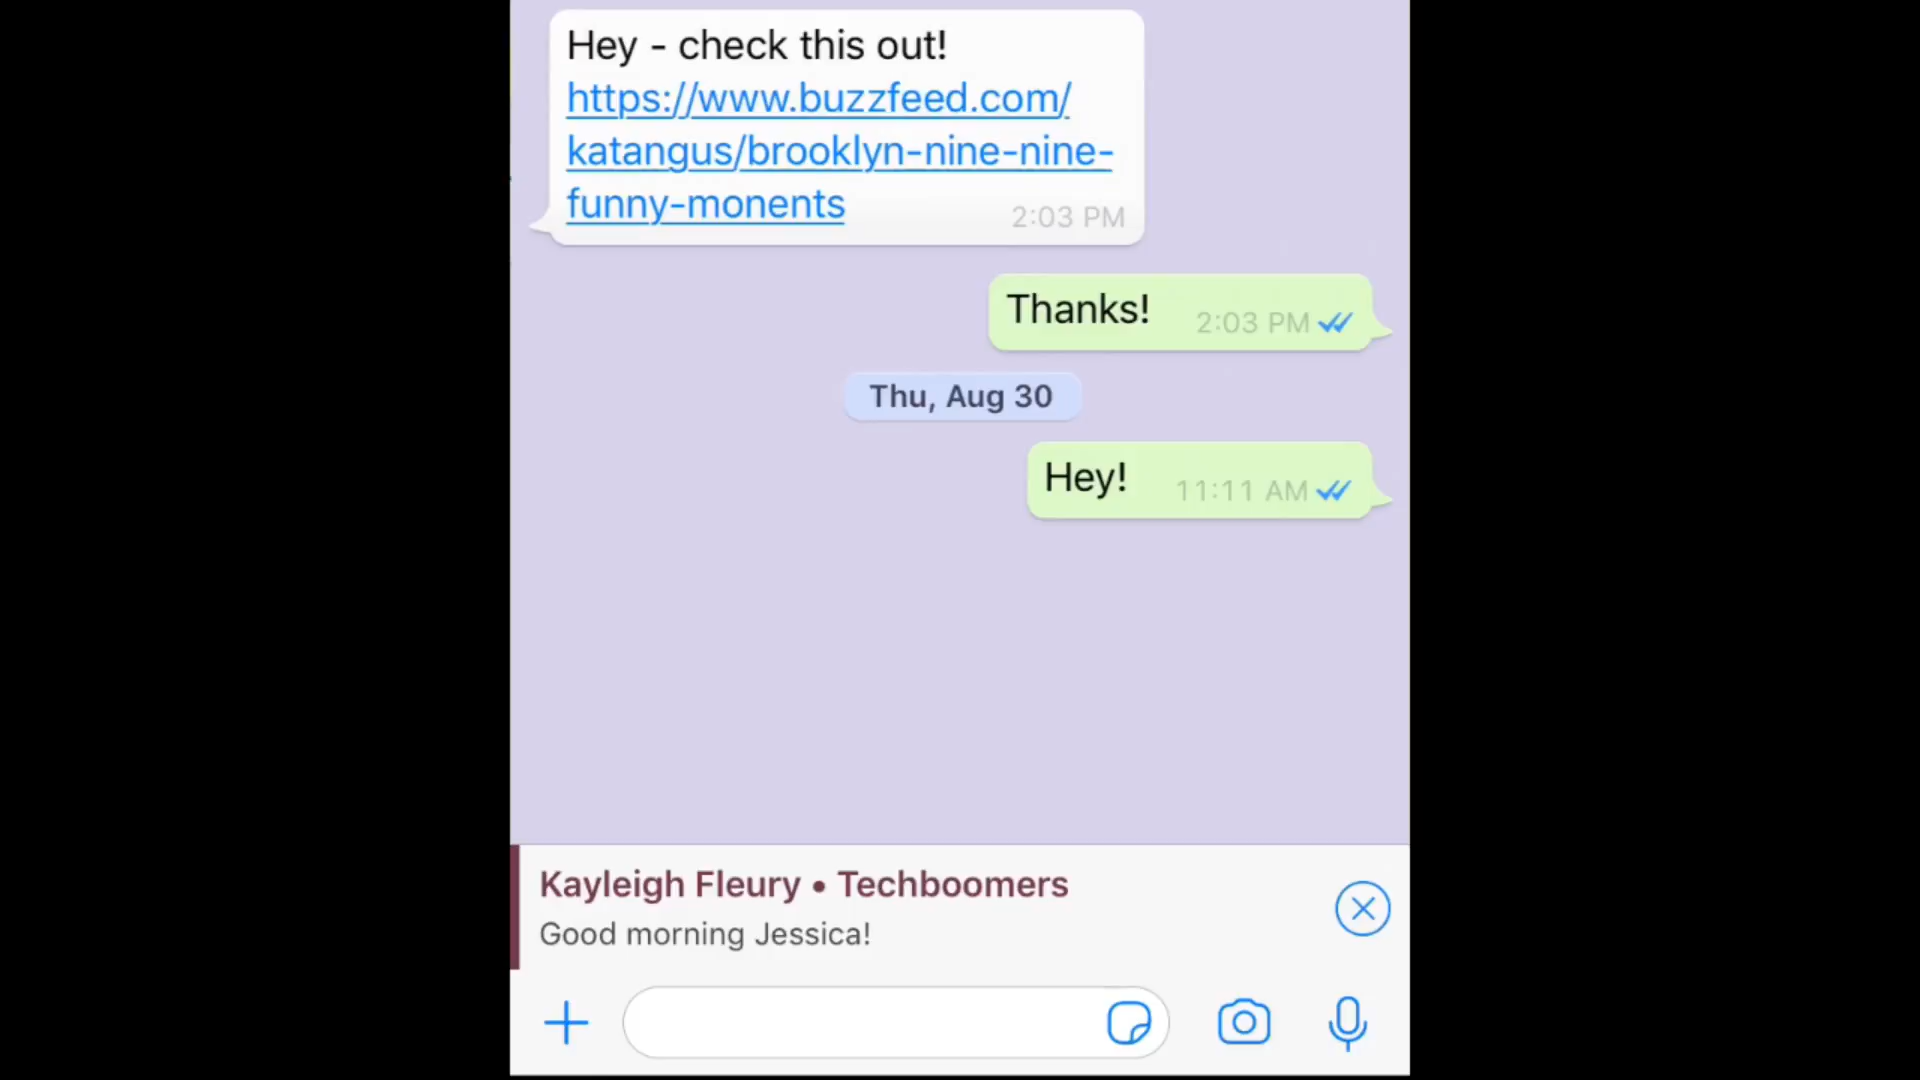 Hey - check this out!
https://www.buzzfeed.com/
katangus/brooklyn-nine-nine-
funny-monents
2:03 PM
Thanks!
2:03 PM
Thu, Aug 30
Hey!
11:11 AM
Kayleigh Fleury • Techboomers
Good morning Jessica!